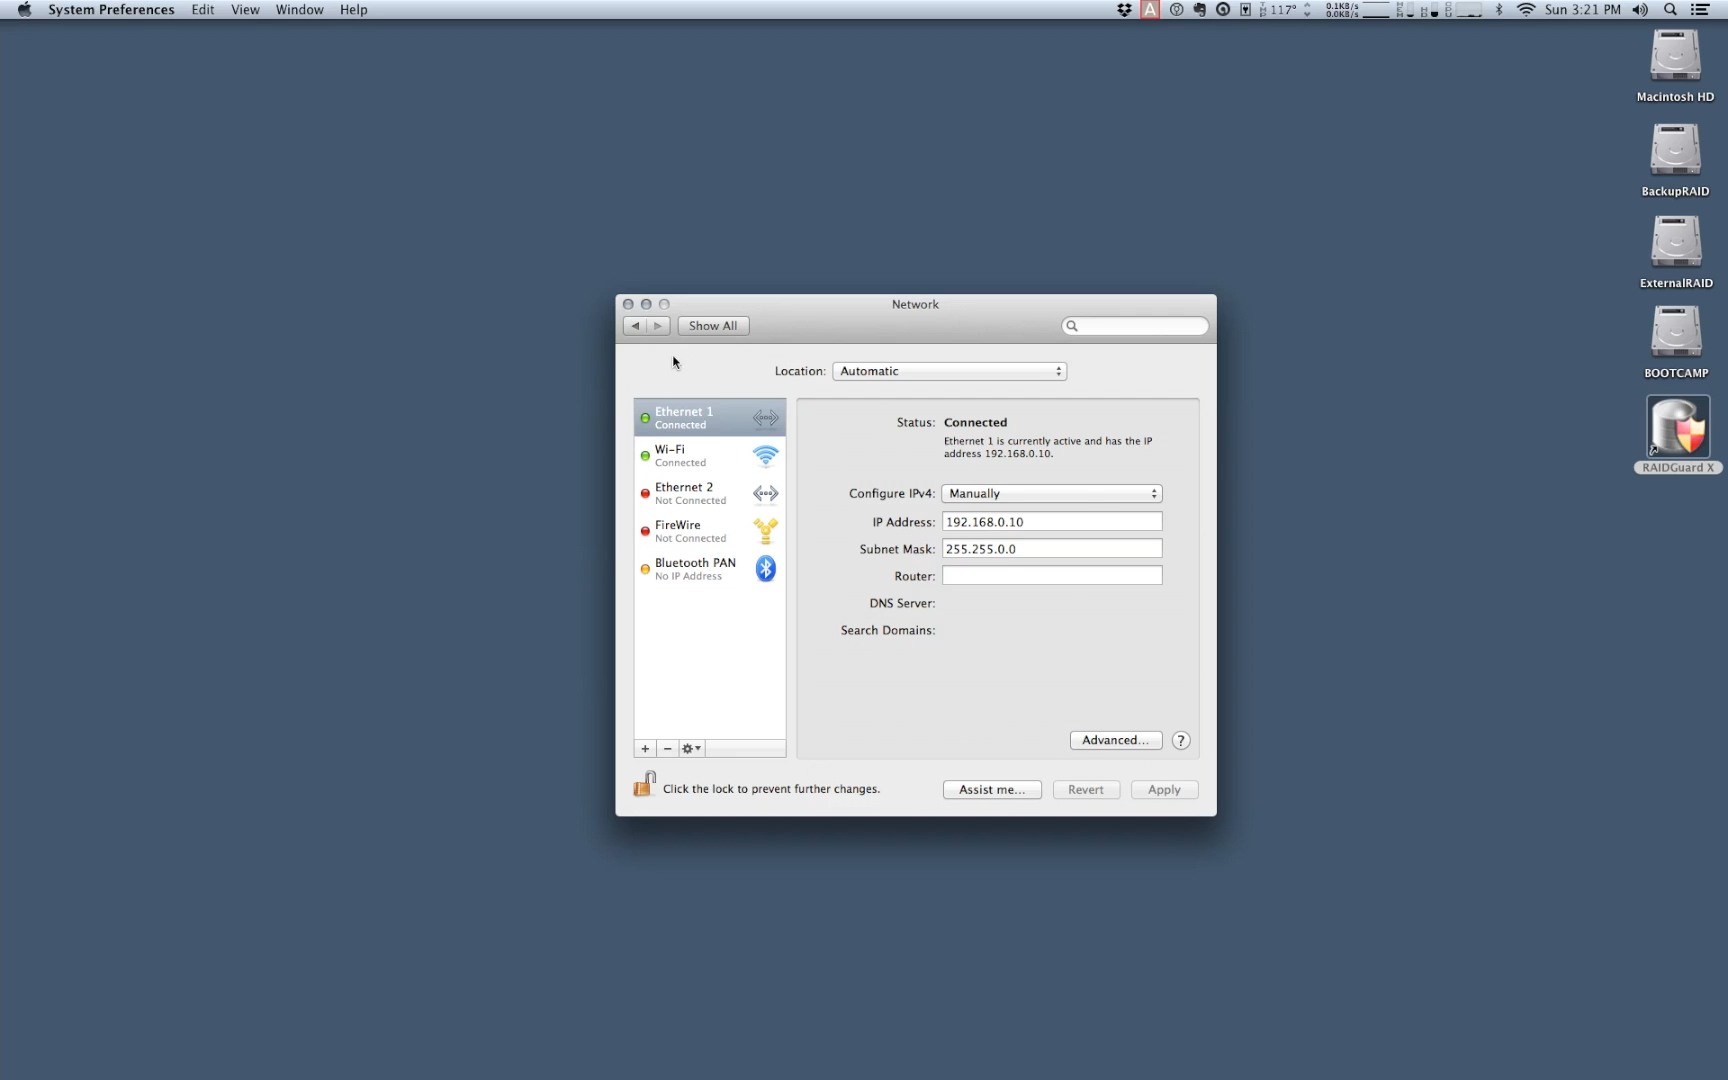 System Preferences Edit View Window Help
117° 0.1KB/s 0.0KB/s Sun 3:21 PM
Macintosh HD
BackupRAID
ExternalRAID
BOOTCAMP
RAIDGuard X
Network
Show All
Location: Automatic
Ethernet 1
Connected
Wi-Fi
Connected
Ethernet 2
Not Connected
FireWire
Not Connected
Bluetooth PAN
No IP Address
Status: Connected
Ethernet 1 is currently active and has the IP
address 192.168.0.10.
Configure IPv4: Manually
IP Address: 192.168.0.10
Subnet Mask: 255.255.0.0
Router:
DNS Server:
Search Domains:
Advanced... ?
Click the lock to prevent further changes.
Assist me... Revert Apply